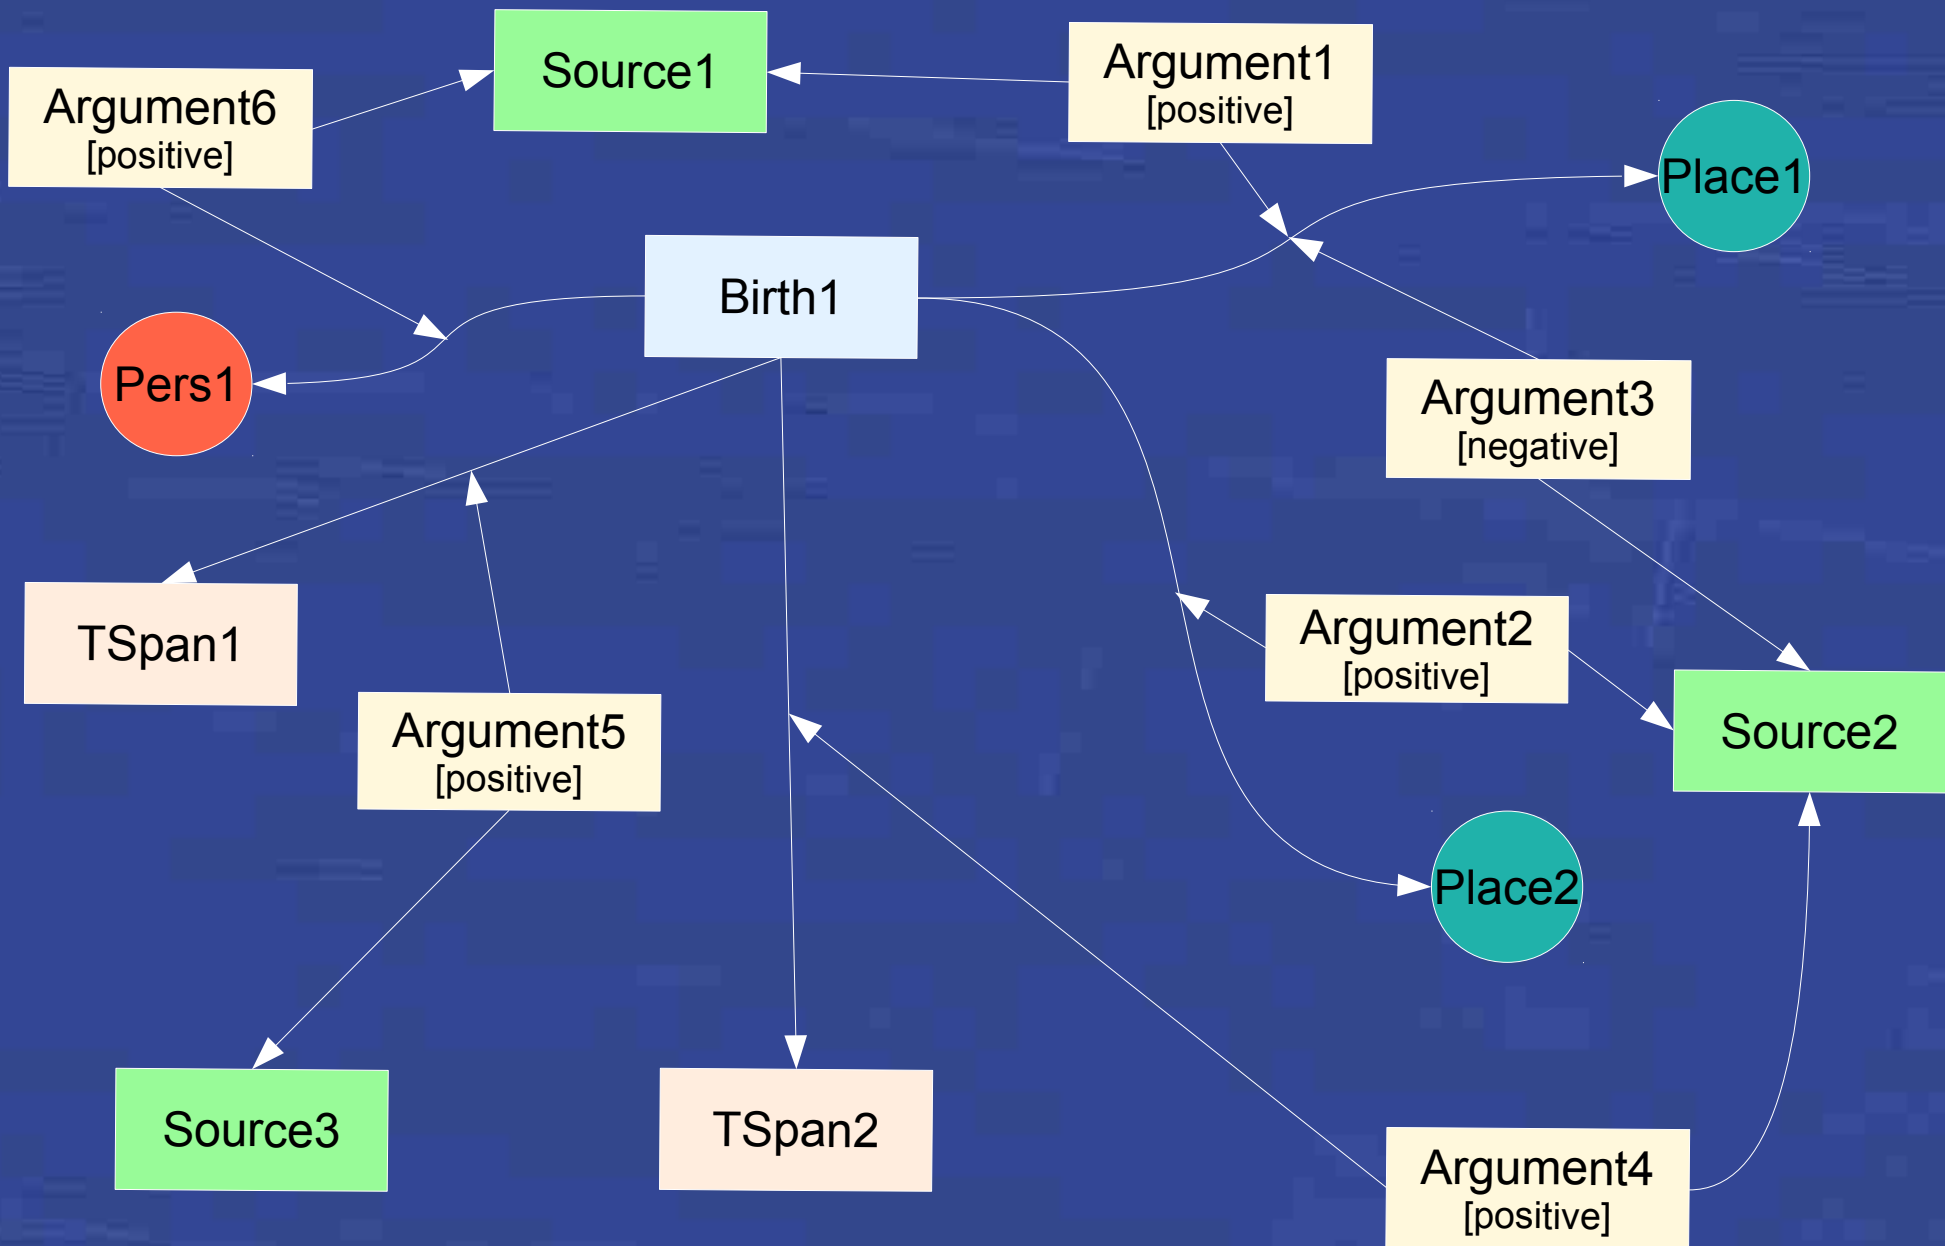 Source1
Argument1
[positive]
Argument6
[positive]
Place1
Birth1
Pers1
Argument3
[negative]
TSpan1
Argument2
[positive]
Argument5
[positive]
Source2
Place2
Source3
TSpan2
Argument4
[positive]